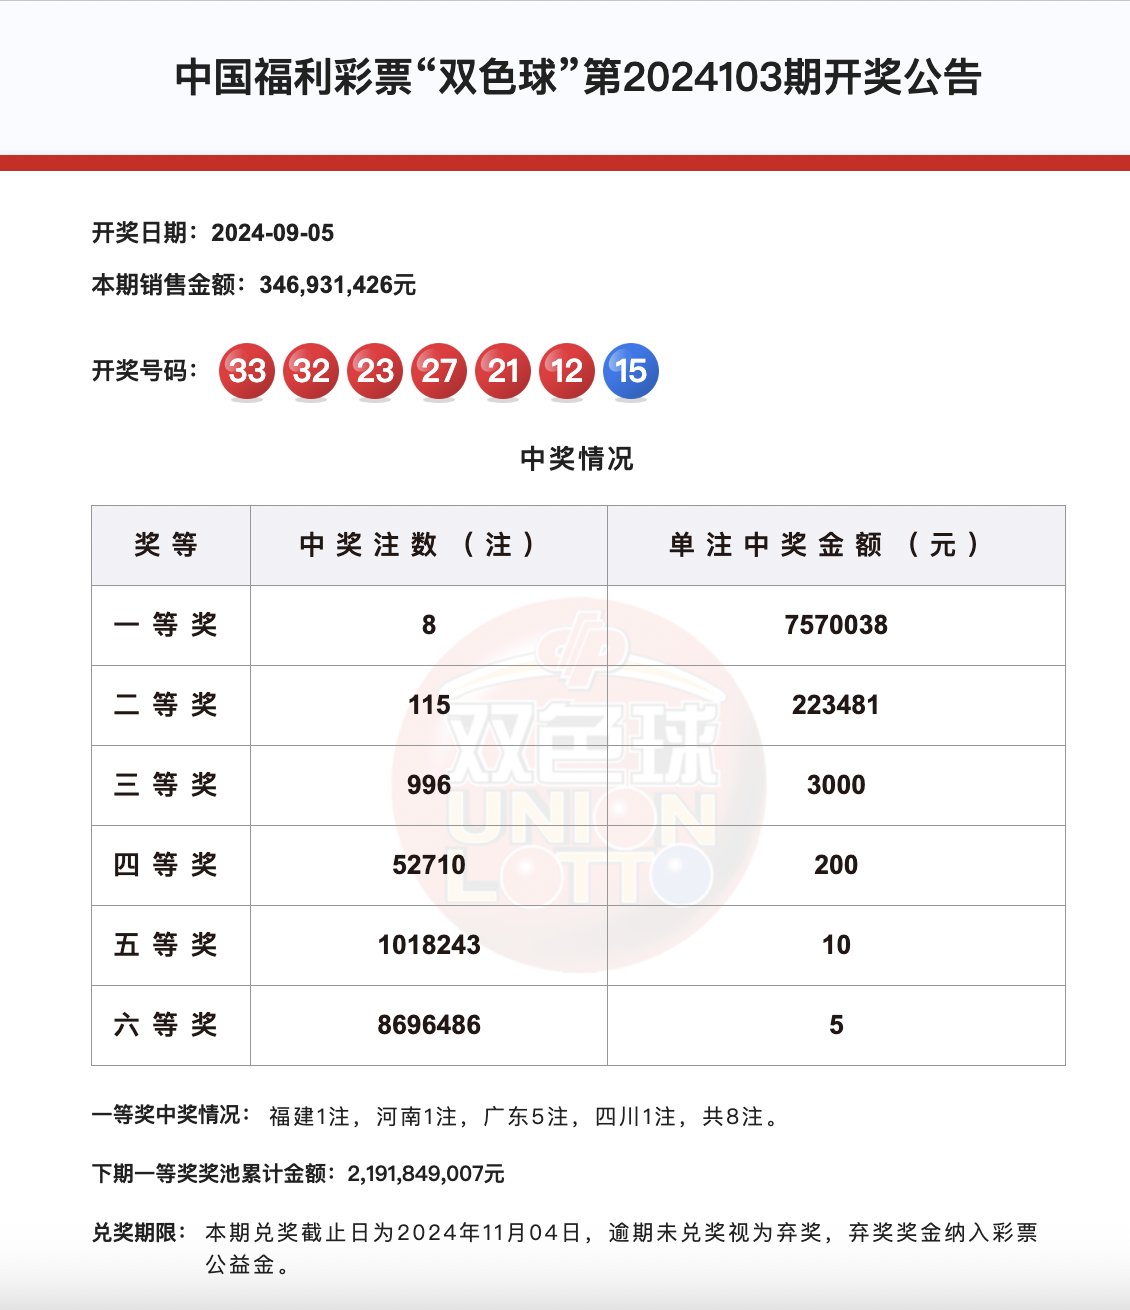 中国福利彩票“双色球”第2024103期开奖公告
开奖日期：2024-09-05
本期销售金额：346,931,426元
开奖号码： 33 32 23 27 21 12 15
中奖情况
奖等 中奖注数（注） 单注中奖金额（元）
一等奖 8 7570038
二等奖 115 223481
三等奖 996 3000
四等奖 52710 200
五等奖 1018243 10
六等奖 8696486 5
双色球
UNION
LOTTO
一等奖中奖情况： 福建1注，河南1注，广东5注，四川1注，共8注。
下期一等奖奖池累计金额：2,191,849,007元
兑奖期限： 本期兑奖截止日为2024年11月04日，逾期未兑奖视为弃奖，弃奖奖金纳入彩票
公益金。